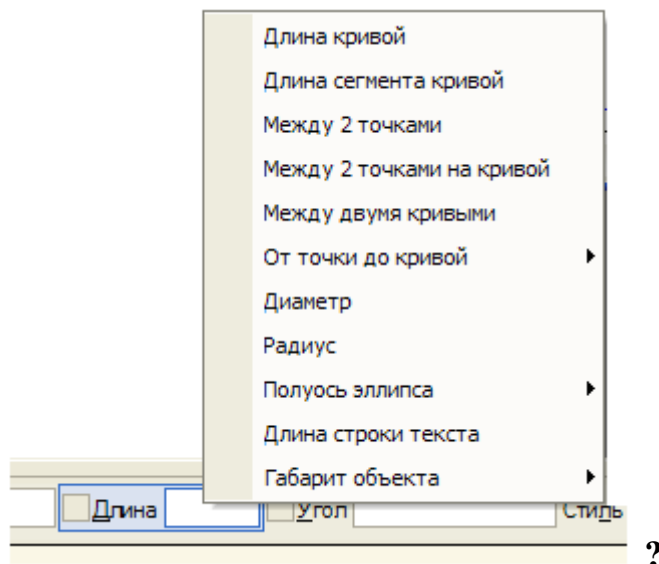 Длина кривой
Длина сегмента кривой
Между 2 точками
Между 2 точками на кривой
Между двумя кривыми
От точки до кривой
Диаметр
Радиус
Полуось эллипса
Длина строки текста
Габарит объекта
Длина Угол Стиль
?